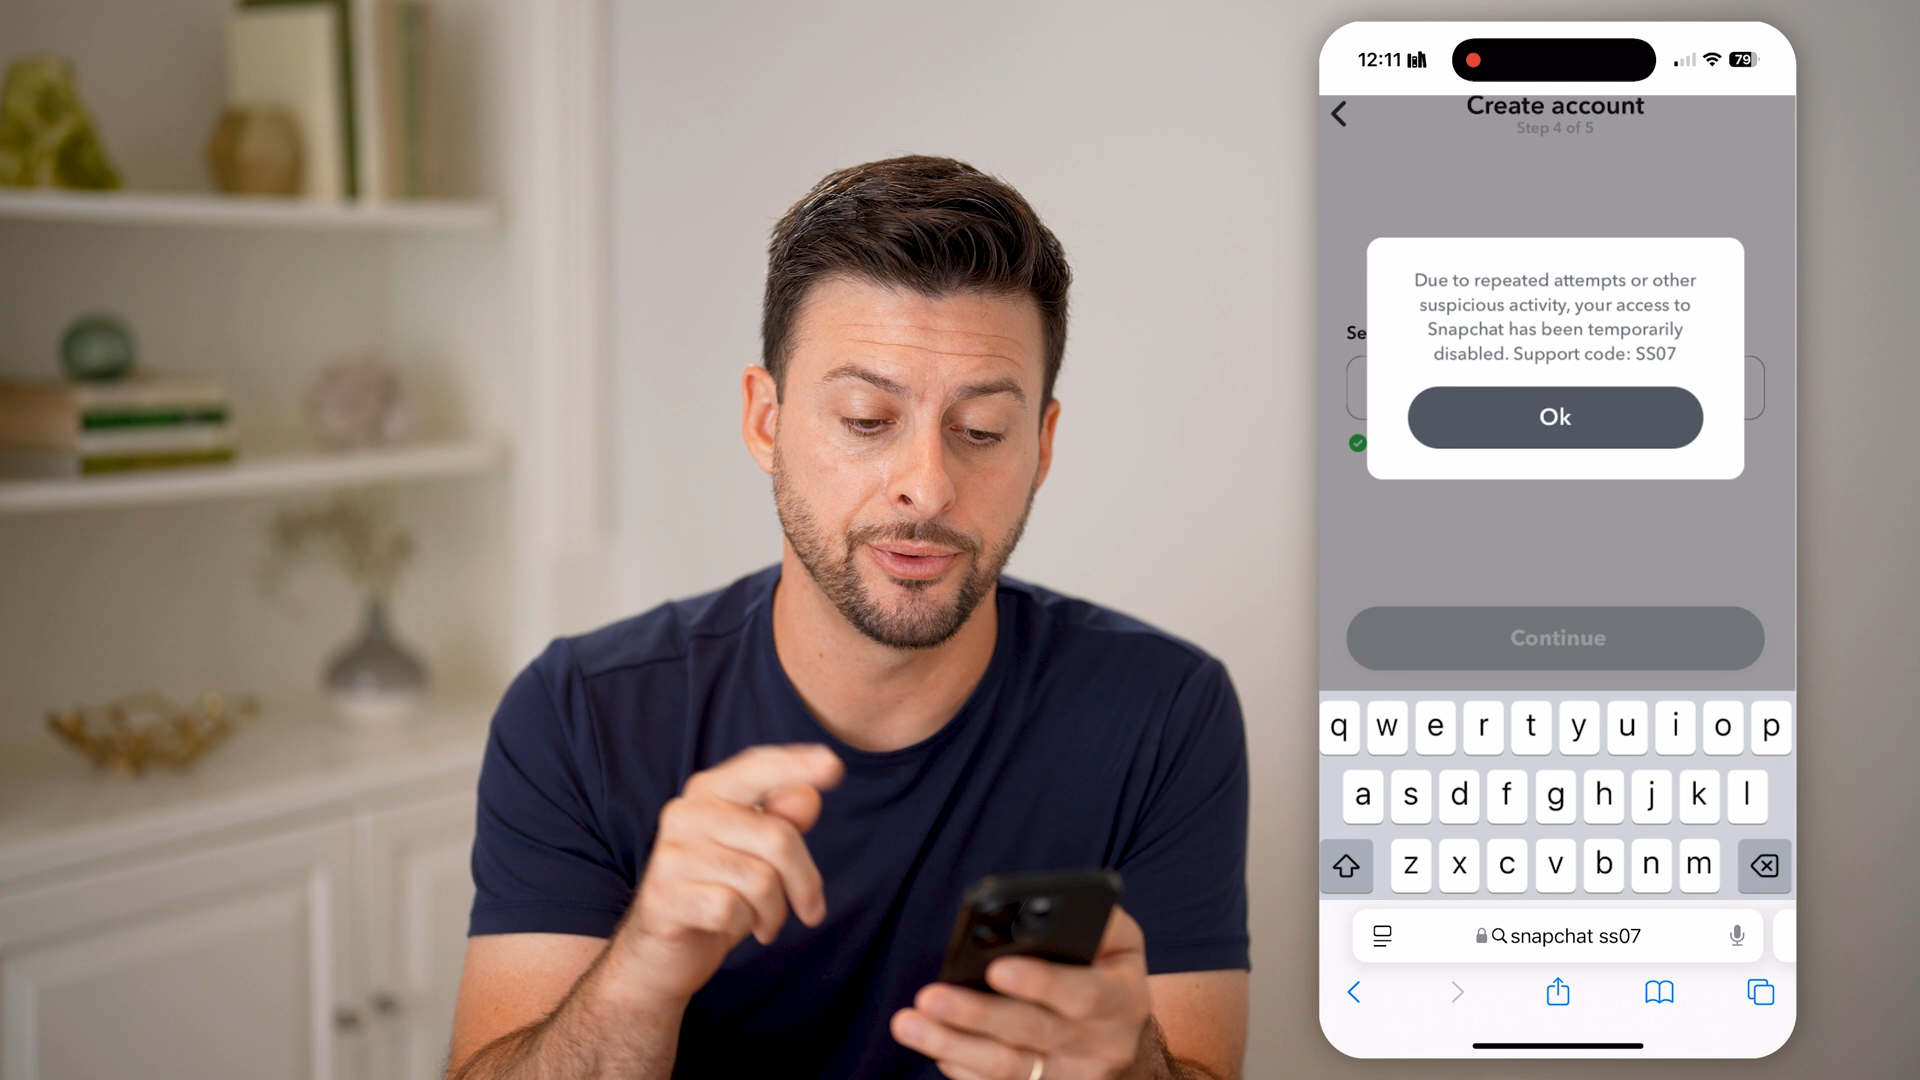 12:11
79
Create account
Step 4 of 5
Due to repeated attempts or other
suspicious activity, your access to
Snapchat has been temporarily
disabled. Support code: SS07
Se
Ok
Continue
q w e r t y u i o p
a s d f g h j k l
z x c v b n m
snapchat ss07